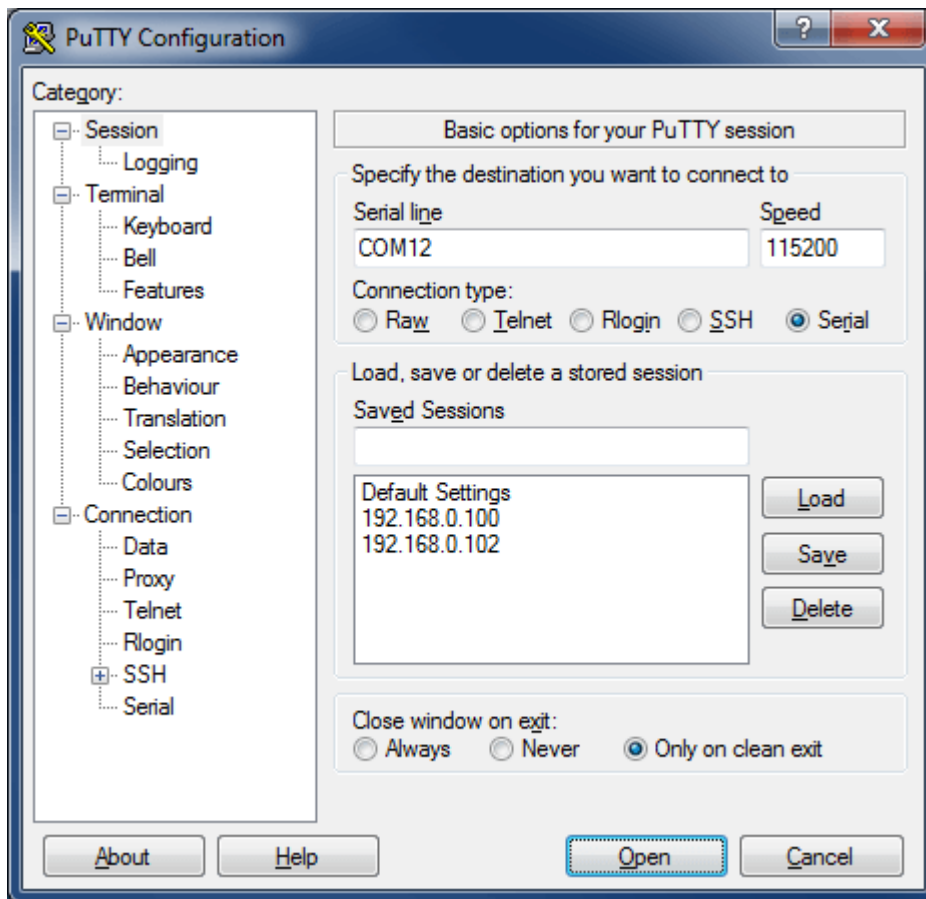 PuTTY Configuration
?
X
Category:
Session
Logging
Terminal
Keyboard
Bell
Features
Window
Appearance
Behaviour
Translation
Selection
Colours
Connection
Data
Proxy
Telnet
Rlogin
SSH
Serial
Basic options for your PuTTY session
Specify the destination you want to connect to
Serial line Speed
COM12 115200
Connection type:
Raw Telnet Rlogin SSH Serial
Load, save or delete a stored session
Saved Sessions
Default Settings
192.168.0.100
192.168.0.102
Load
Save
Delete
Close window on exit:
Always Never Only on clean exit
About Help Open Cancel